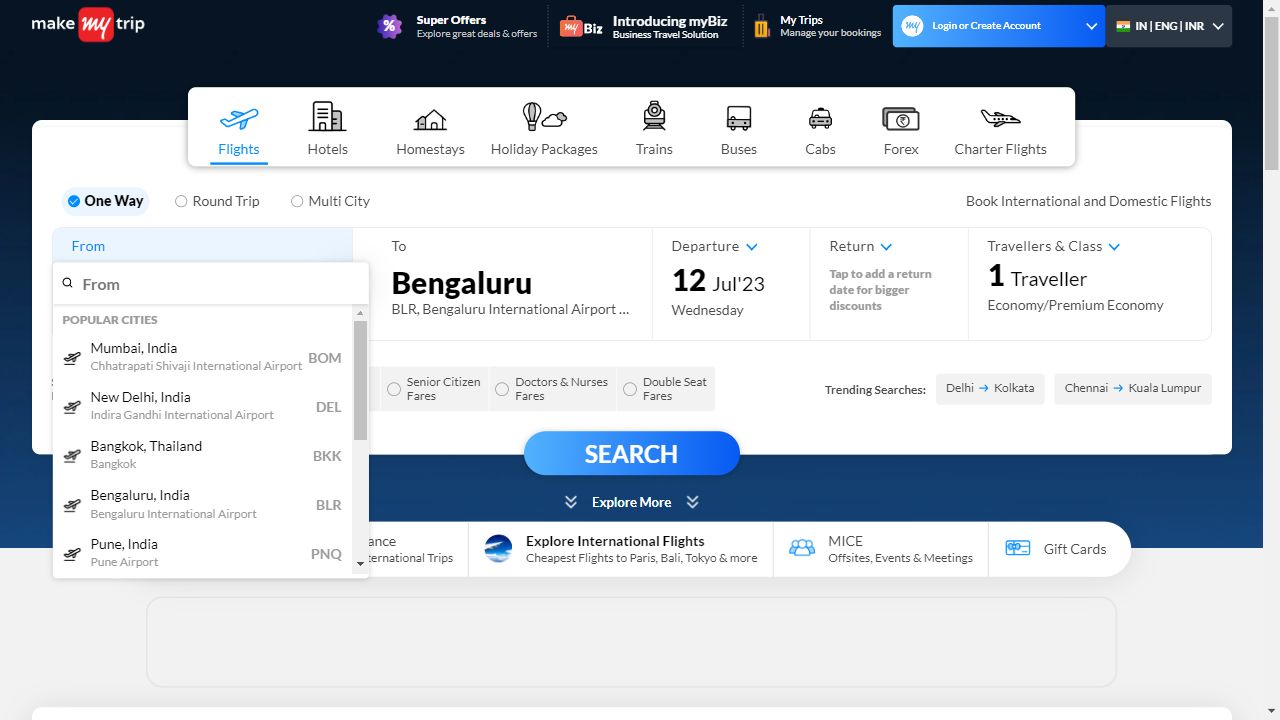 make my trip
%
Super Offers
Explore great deals & offers
my Biz
Introducing myBiz
Business Travel Solution
My Trips
Manage your bookings
my
Login or Create Account
IN | ENG | INR
Flights
Hotels
Homestays
Holiday Packages
Trains
Buses
Cabs
Forex
Charter Flights
One Way
Round Trip
Multi City
Book International and Domestic Flights
From
To
Departure
Return
Travellers & Class
From
Bengaluru
12 Jul'23
Tap to add a return
date for bigger
discounts
1 Traveller
BLR, Bengaluru International Airport ...
Wednesday
Economy/Premium Economy
POPULAR CITIES
Mumbai, India
Chhatrapati Shivaji International Airport
BOM
New Delhi, India
Indira Gandhi International Airport
DEL
Bangkok, Thailand
Bangkok
BKK
Bengaluru, India
Bengaluru International Airport
BLR
Pune, India
Pune Airport
PNQ
Senior Citizen
Fares
Doctors & Nurses
Fares
Double Seat
Fares
Trending Searches:
Delhi → Kolkata
Chennai → Kuala Lumpur
SEARCH
Explore More
ance
ternational Trips
Explore International Flights
Cheapest Flights to Paris, Bali, Tokyo & more
MICE
Offsites, Events & Meetings
Gift Cards